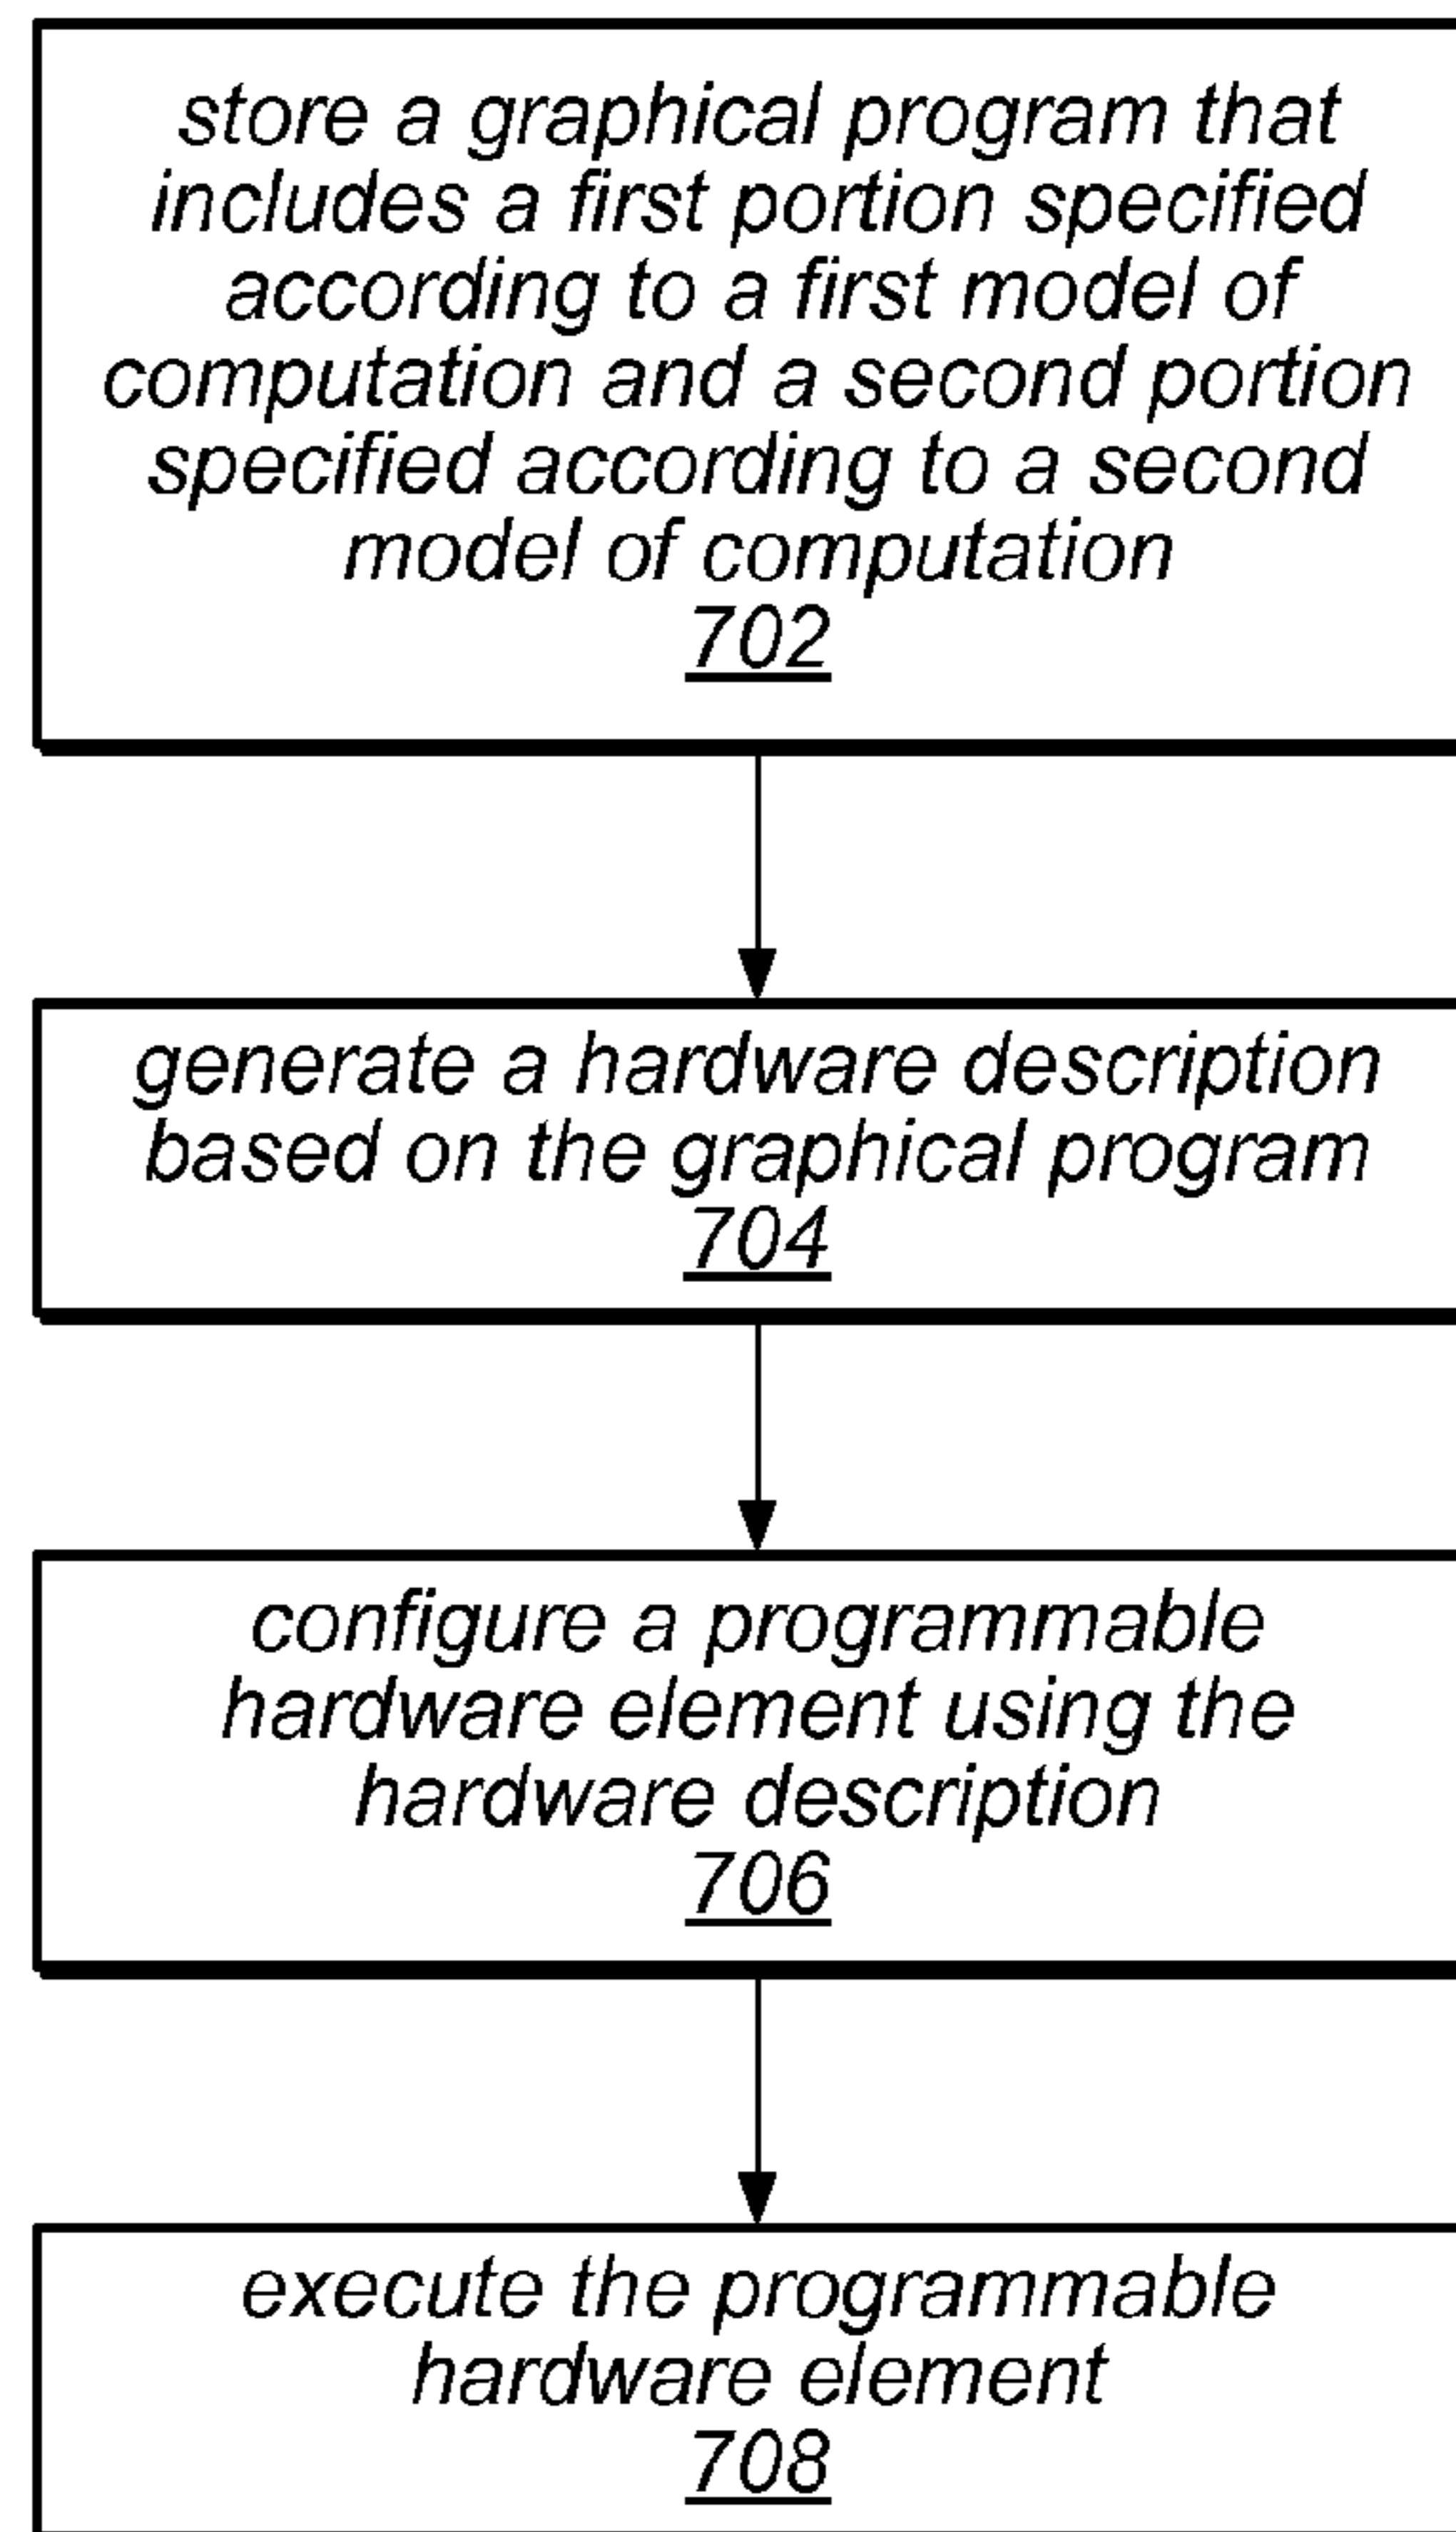 store a graphical program that
includes a first portion specified
according to a first model of
computation and a second portion
specified according to a second
model of computation
702
generate a hardware description
based on the graphical program
704
configure a programmable
hardware element using the
hardware description
706
execute the programmable
hardware element
708